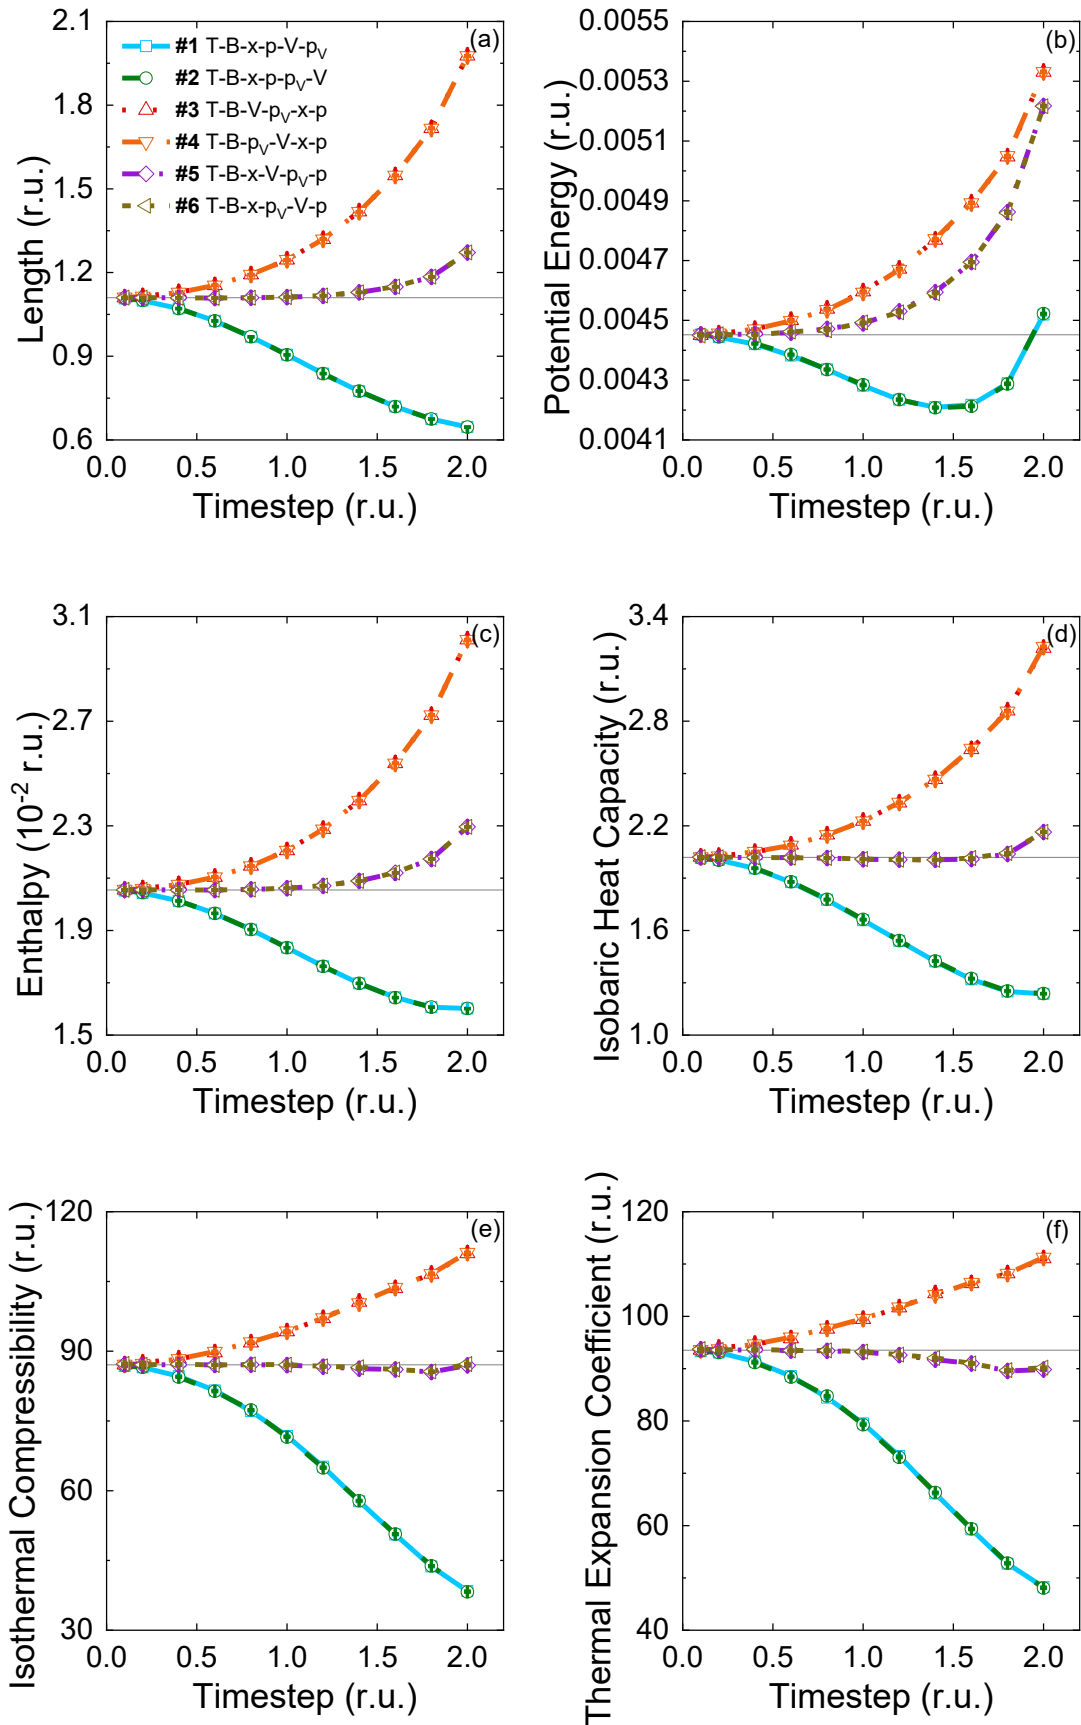 (a)
#1 T-B-x-p-V-pV
#2 T-B-x-p-pV-V
#3 T-B-V-pV-x-p
#4 T-B-pV-V-x-p
#5 T-B-x-V-pV-p
#6 T-B-x-pV-V-p
2.1
1.8
1.5
1.2
0.9
0.6
Length (r.u.)
0.0 0.5 1.0 1.5 2.0
Timestep (r.u.)
(b)
0.0055
0.0053
0.0051
0.0049
0.0047
0.0045
0.0043
0.0041
Potential Energy (r.u.)
0.0 0.5 1.0 1.5 2.0
Timestep (r.u.)
(c)
3.1
2.7
2.3
1.9
1.5
Enthalpy (10-2 r.u.)
0.0 0.5 1.0 1.5 2.0
Timestep (r.u.)
(d)
3.4
2.8
2.2
1.6
1.0
Isobaric Heat Capacity (r.u.)
0.0 0.5 1.0 1.5 2.0
Timestep (r.u.)
(e)
120
90
60
30
Isothermal Compressibility (r.u.)
0.0 0.5 1.0 1.5 2.0
Timestep (r.u.)
(f)
120
100
80
60
40
Thermal Expansion Coefficient (r.u.)
0.0 0.5 1.0 1.5 2.0
Timestep (r.u.)